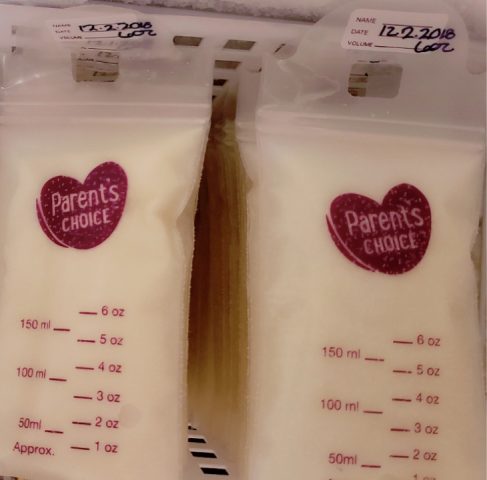 NAME
DATE 12.2.2018
VOLUME 6oz
Parents
CHOICE
6 oz
150 ml
5 oz
4 oz
100 ml
3 oz
2 oz
50ml
Approx. 1 oz
NAME
DATE 12.2.2018
VOLUME 6oz
Parents
CHOICE
6 oz
150 ml
5 oz
4 oz
100 ml
3 oz
2 oz
50ml
1 oz